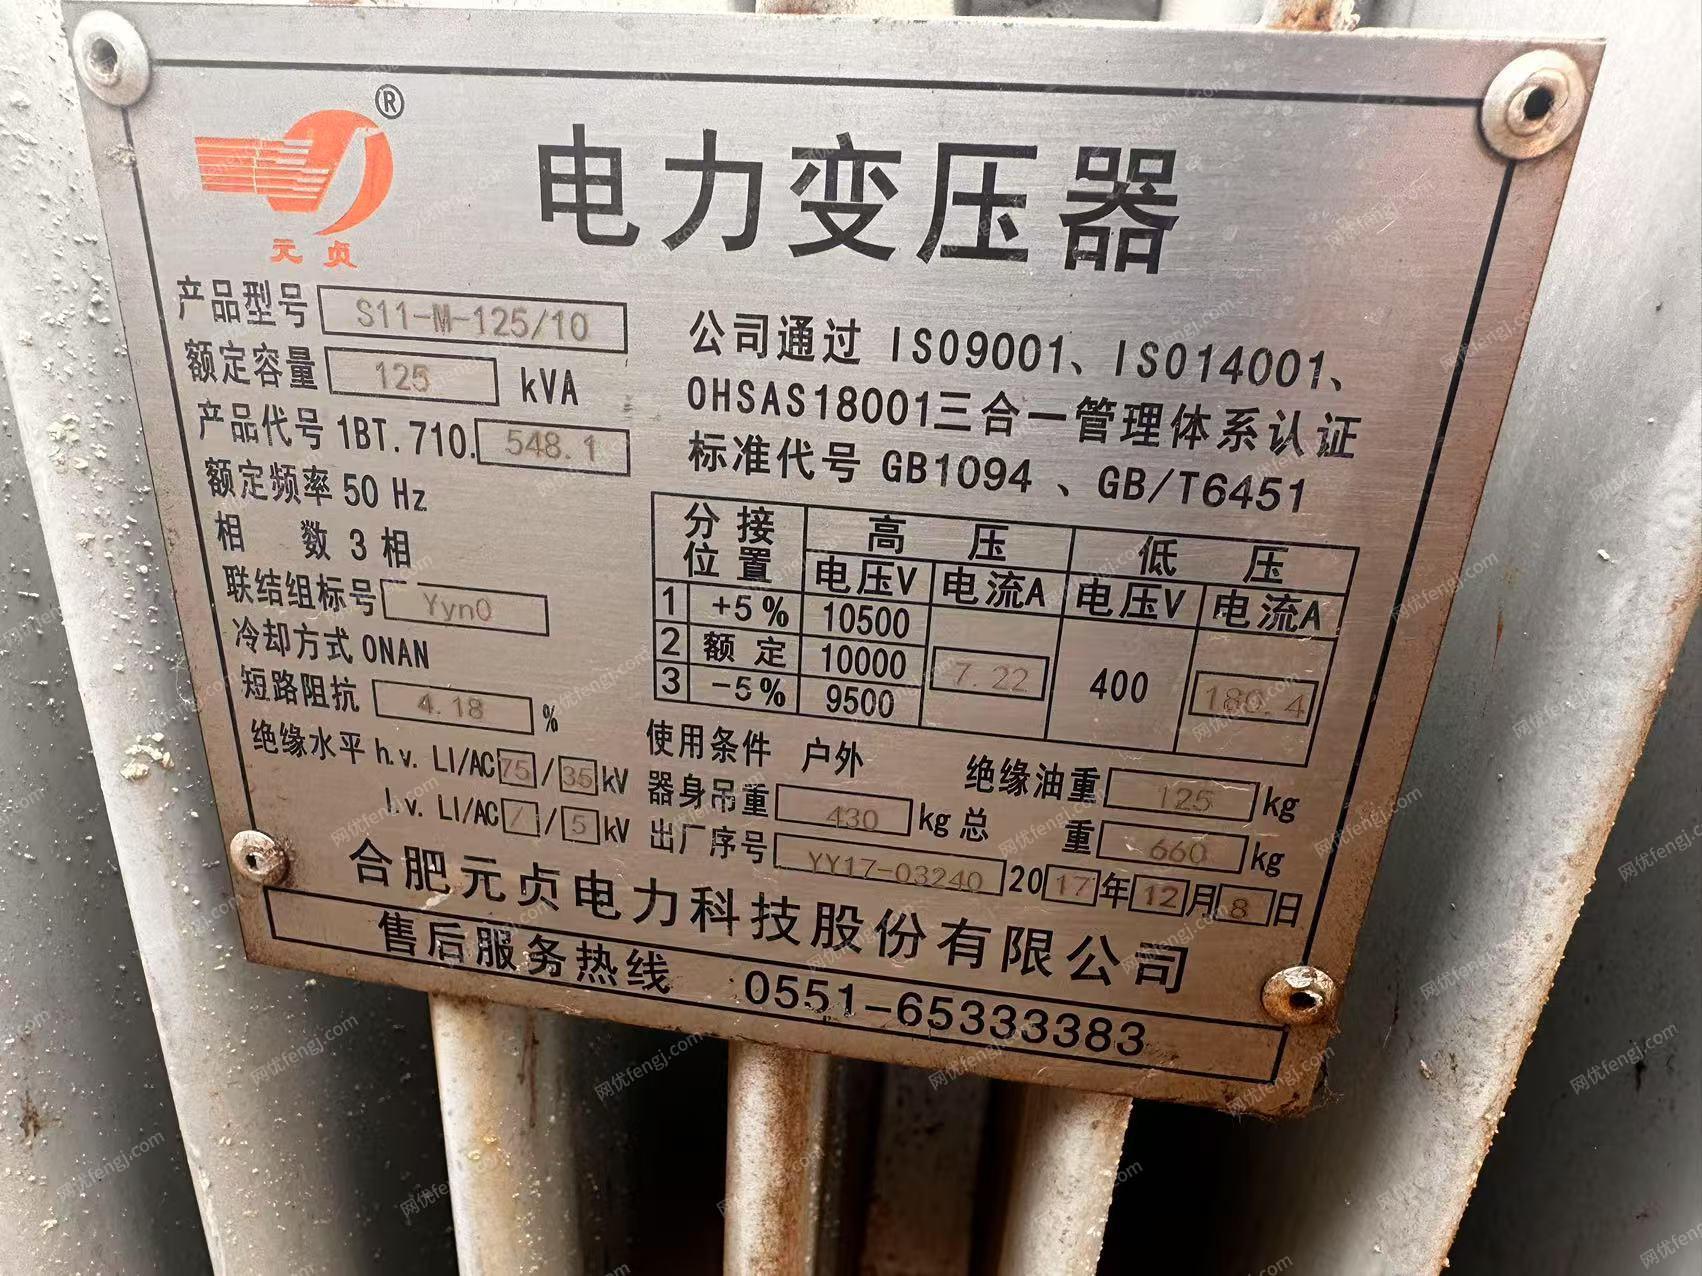 ®
元贞
电力变压器
产品型号 S11-M-125/10
额定容量 125 kVA
产品代号 1BT.710. 548.1
额定频率 50 Hz
相 数 3 相
联结组标号 Yyn0
冷却方式 ONAN
短路阻抗 4.18 %
绝缘水平 h.v. LI/AC 75 / 35 kV
l.v. LI/AC / / 5 kV
公司通过 ISO9001、ISO14001、
OHSAS18001三合一管理体系认证
标准代号 GB1094 、GB/T6451
分接位置 高压 低压
电压V 电流A 电压V 电流A
1 +5% 10500
2 额定 10000 7.22 400 180.4
3 -5% 9500
使用条件 户外 绝缘油重 125 kg
器身吊重 430 kg 总 重 660 kg
出厂序号 YY17-03240 2017年12月8日
合肥元贞电力科技股份有限公司
售后服务热线 0551-65333383
网优fengj.com